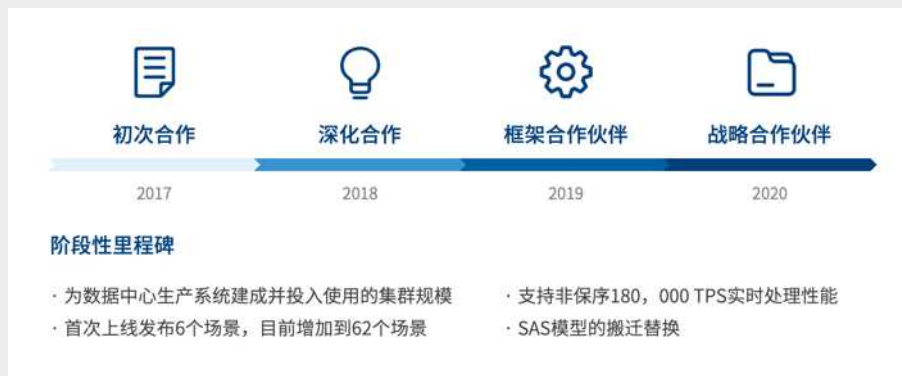 初次合作
深化合作
框架合作伙伴
战略合作伙伴
2017
2018
2019
2020
阶段性里程碑
· 为数据中心生产系统建成并投入使用的集群规模
· 首次上线发布6个场景，目前增加到62个场景
· 支持非保序180，000 TPS实时处理性能
· SAS模型的搬迁替换